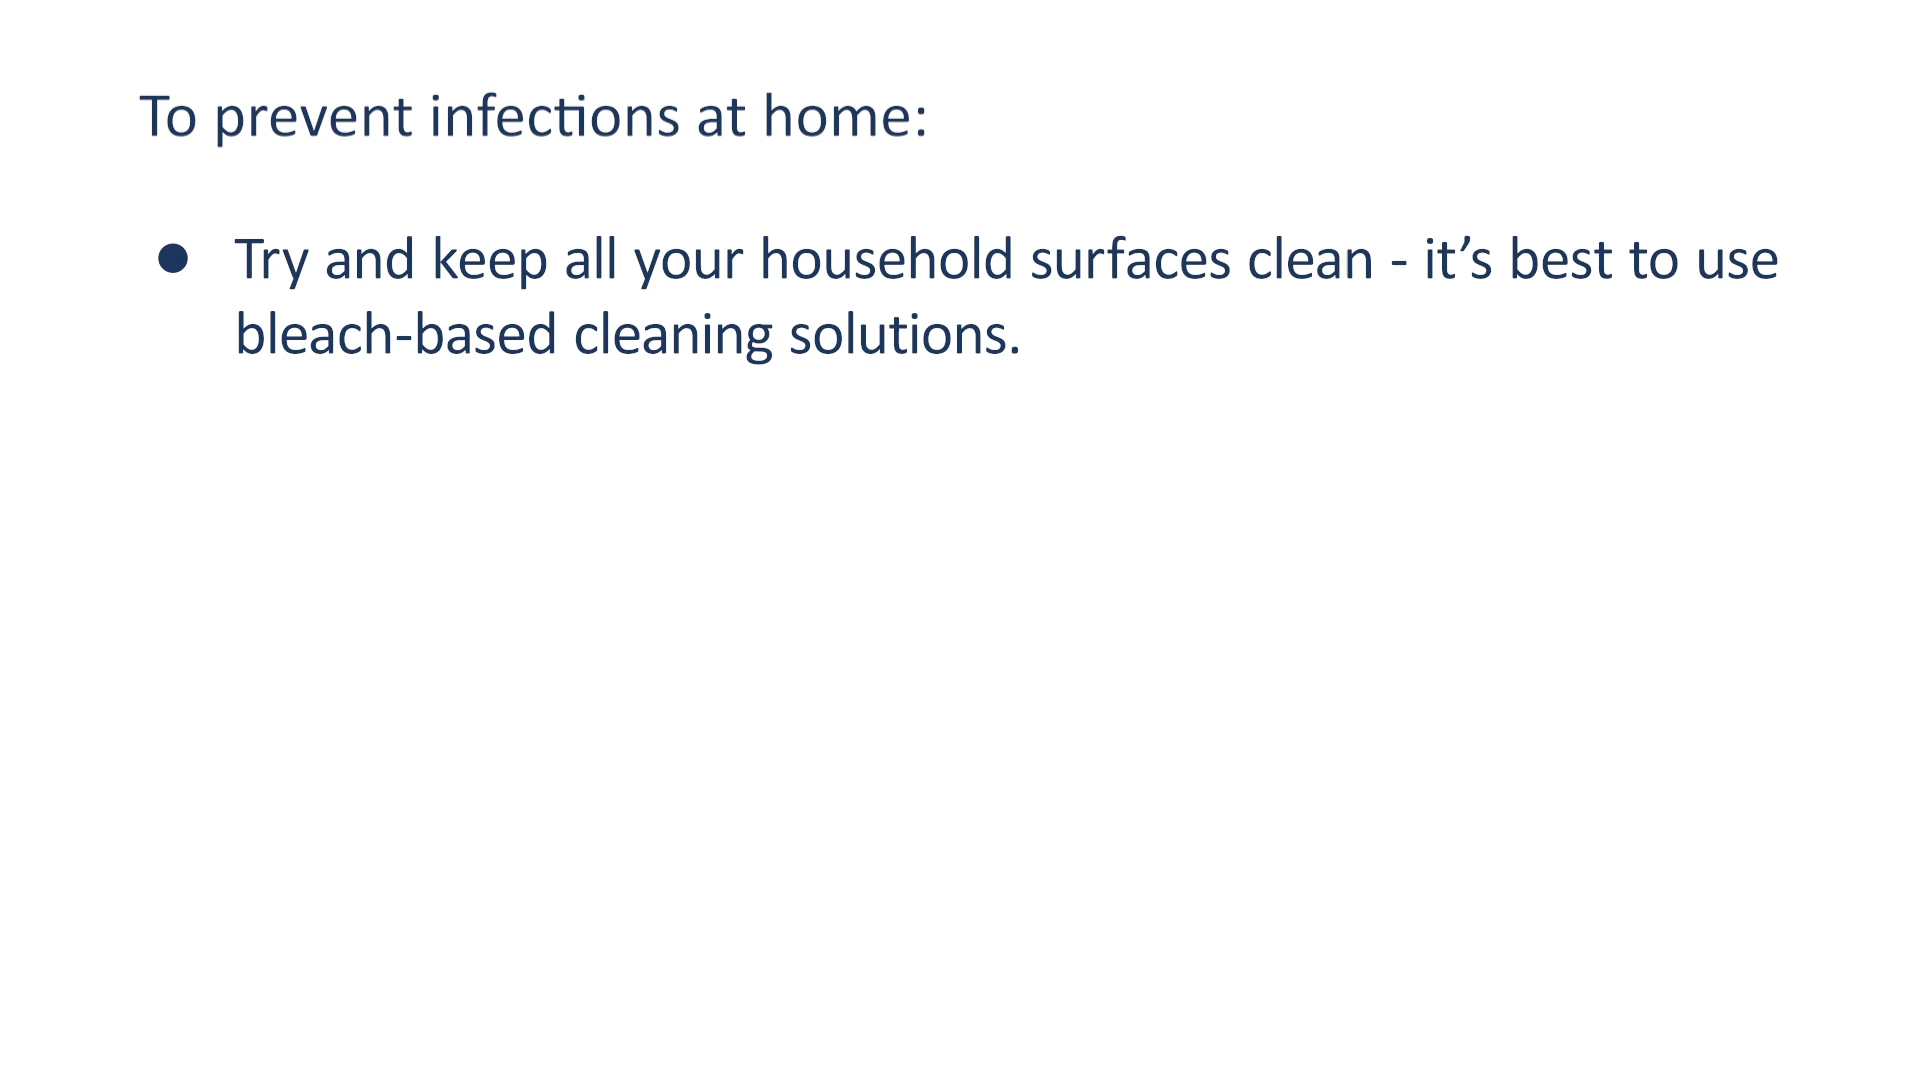 To prevent infections at home:
● Try and keep all your household surfaces clean - it’s best to use
bleach-based cleaning solutions.